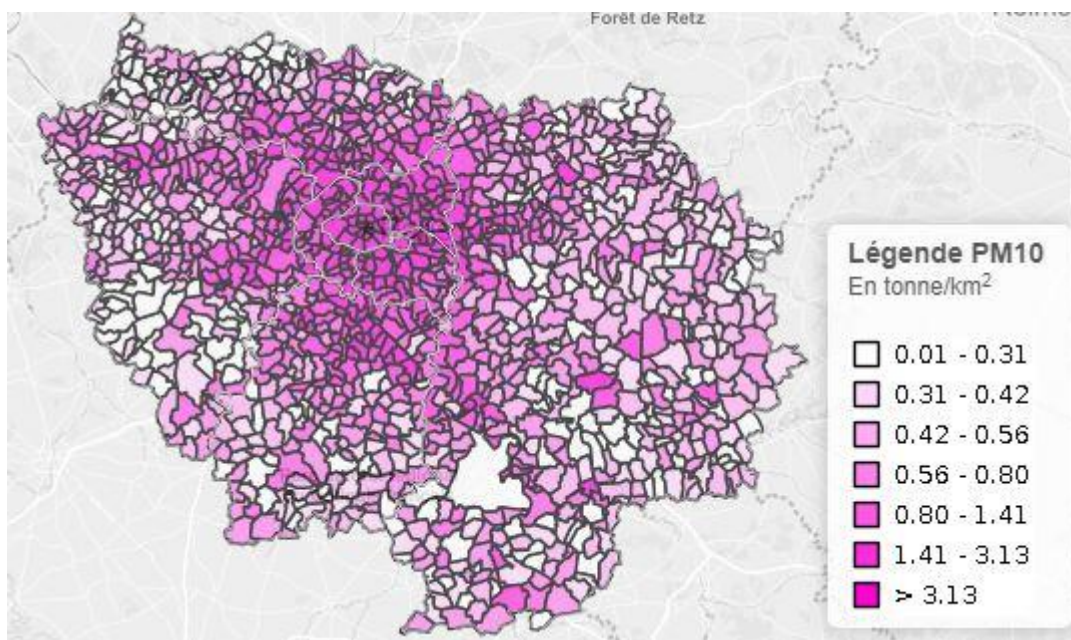 Forêt de Retz
Légende PM10
En tonne/km²
0.01 - 0.31
0.31 - 0.42
0.42 - 0.56
0.56 - 0.80
0.80 - 1.41
1.41 - 3.13
> 3.13